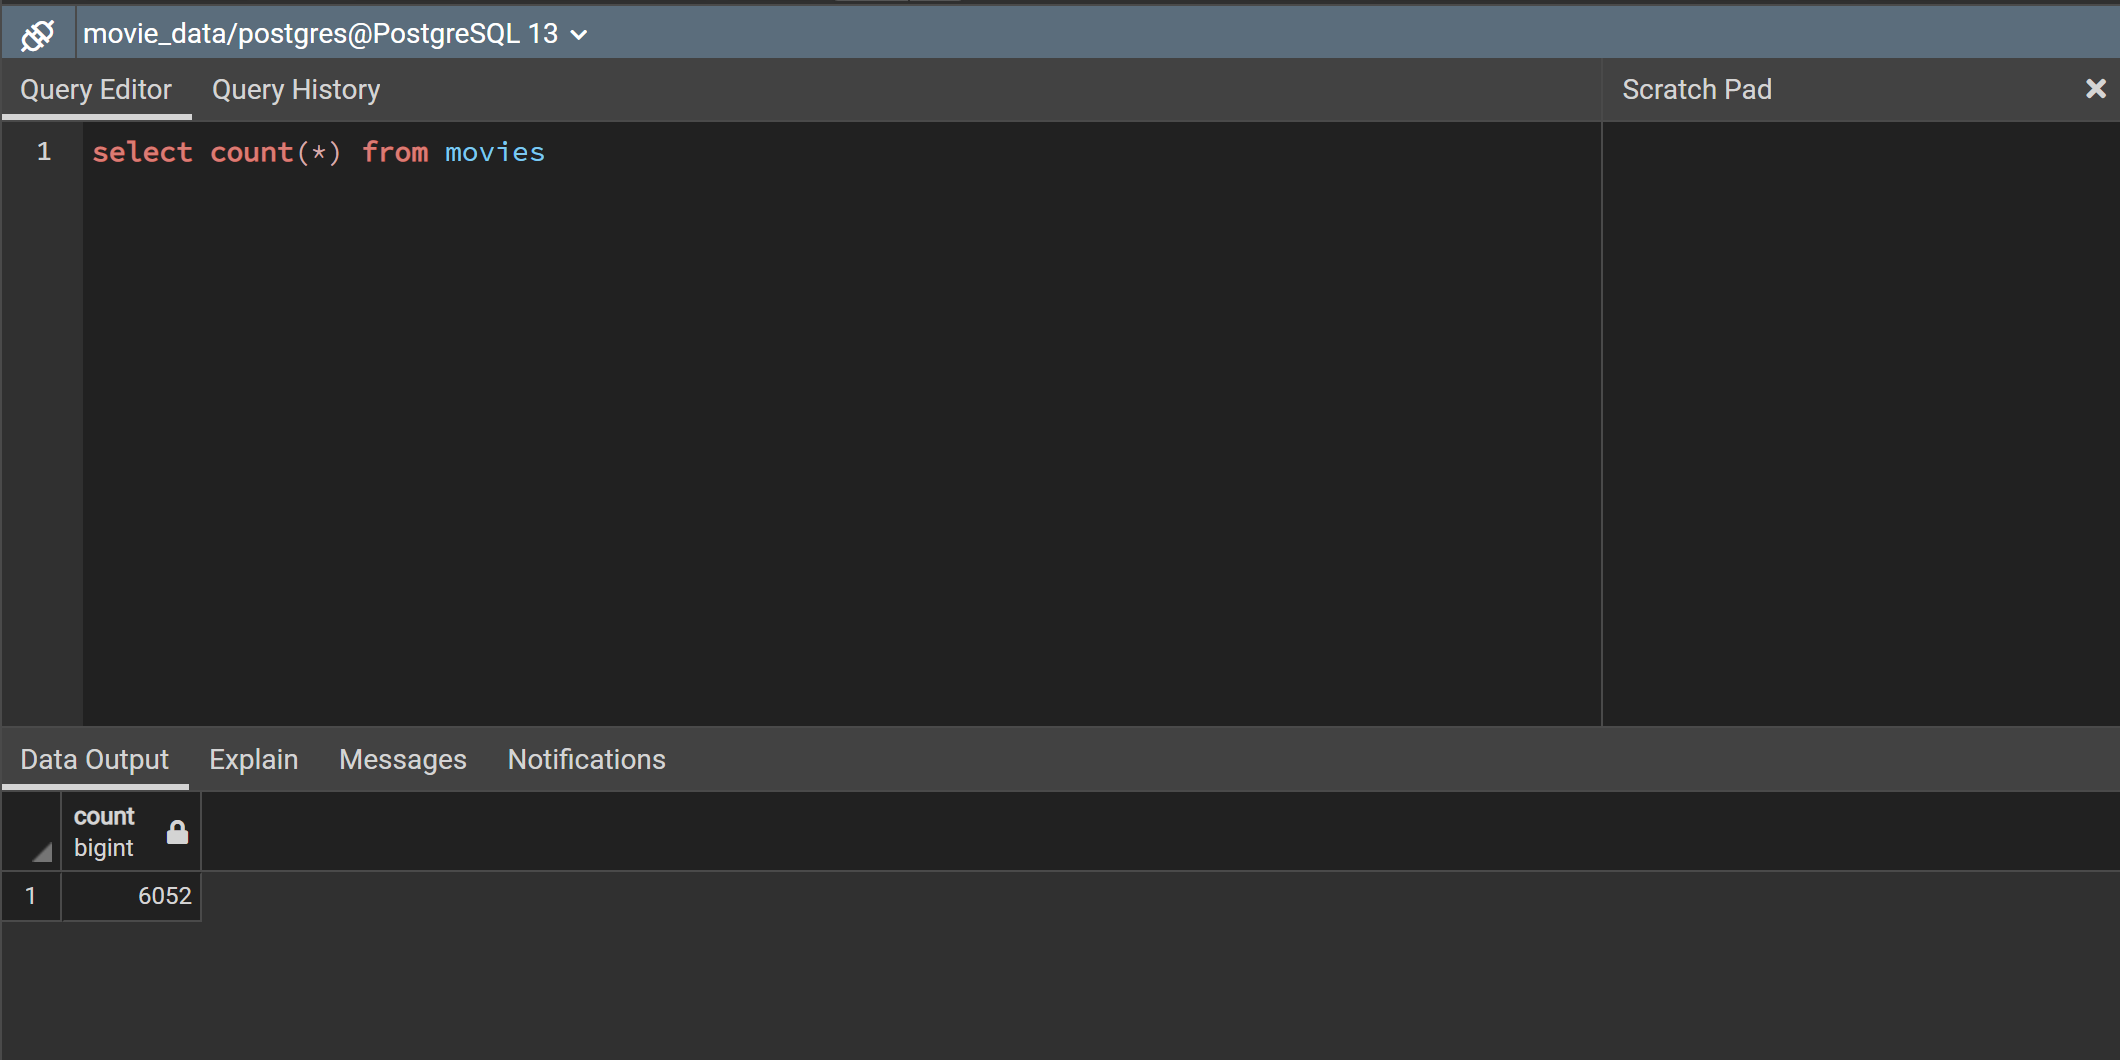 movie_data/postgres@PostgreSQL 13
Query Editor Query History Scratch Pad
1 select count(*) from movies
Data Output Explain Messages Notifications
count
bigint
1 6052